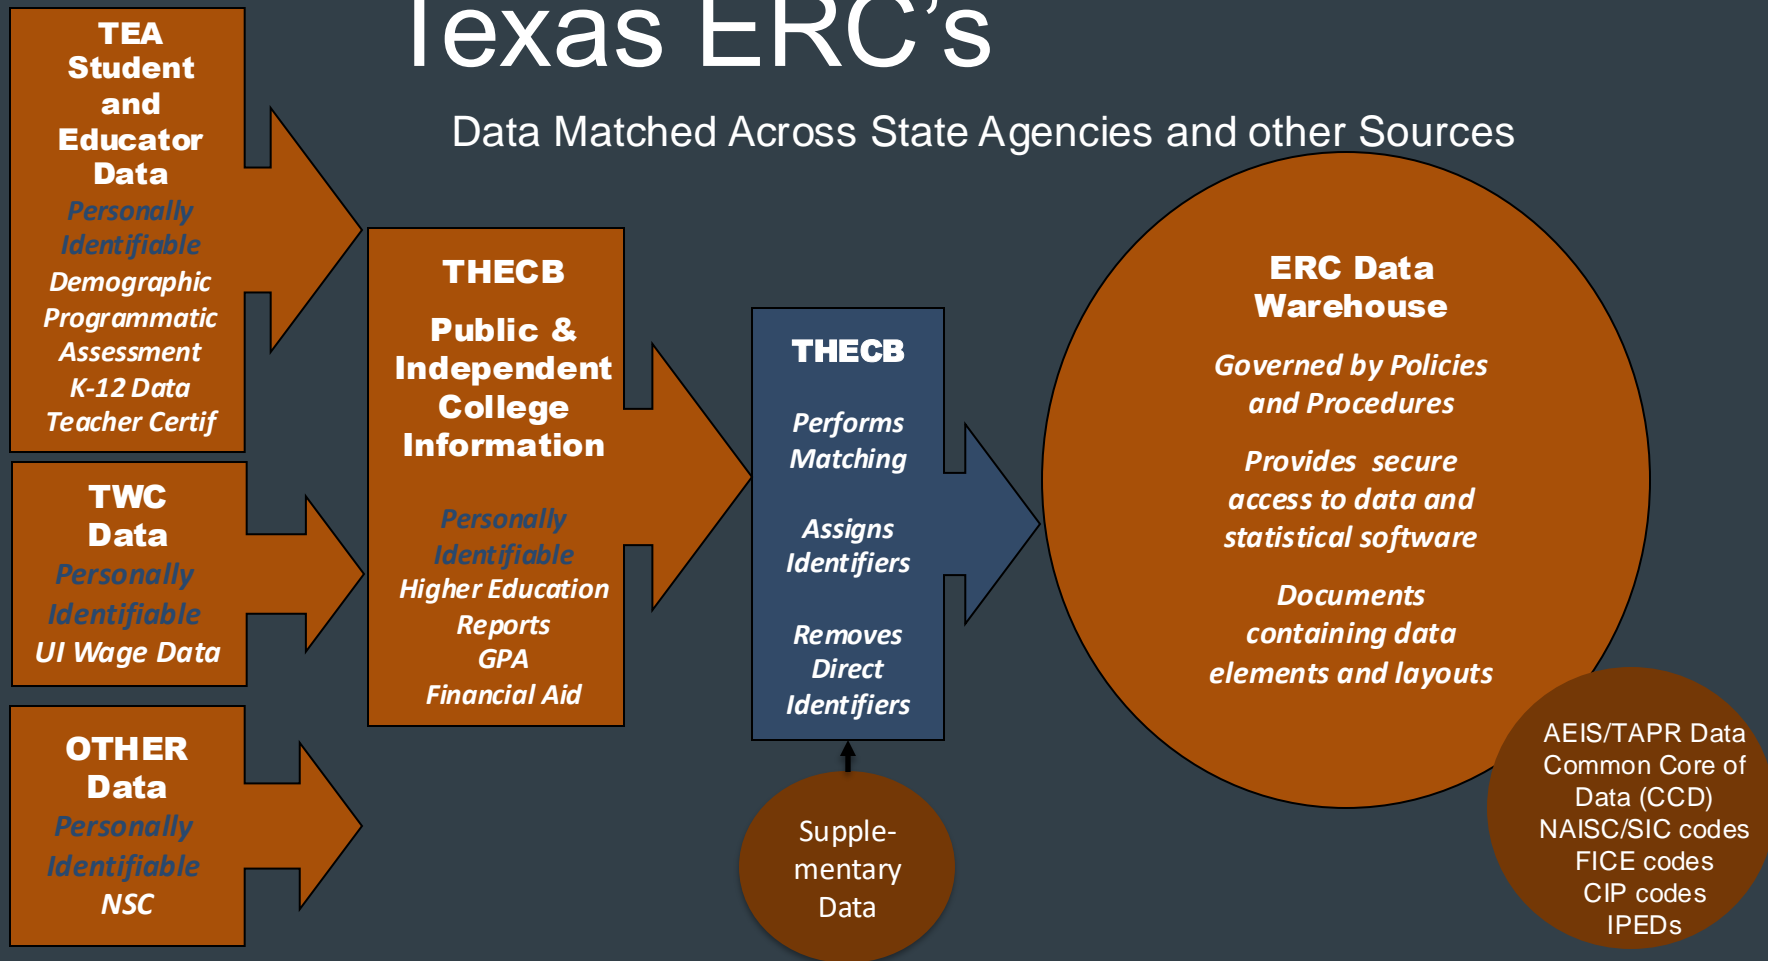 Texas ERC's
Data Matched Across State Agencies and other Sources
TEA
Student
and
Educator
Data
Personally
Identifiable
Demographic
Programmatic
Assessment
K-12 Data
Teacher Certif
TWC
Data
Personally
Identifiable
UI Wage Data
OTHER
Data
Personally
Identifiable
NSC
THECB
Public &
Independent
College
Information
Personally
Identifiable
Higher Education
Reports
GPA
Financial Aid
THECB
Performs
Matching
Assigns
Identifiers
Removes
Direct
Identifiers
Supple-
mentary
Data
ERC Data
Warehouse
Governed by Policies
and Procedures
Provides secure
access to data and
statistical software
Documents
containing data
elements and layouts
AEIS/TAPR Data
Common Core of
Data (CCD)
NAISC/SIC codes
FICE codes
CIP codes
IPEDs